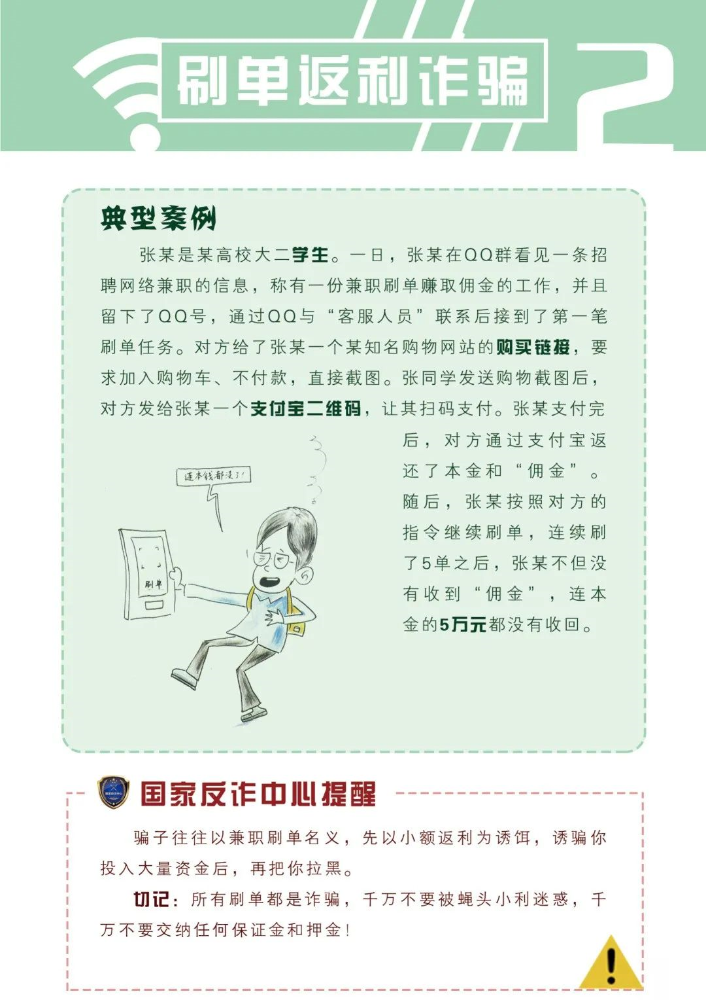 刷单返利诈骗
2
典型案例
张某是某高校大二学生。一日，张某在QQ群看见一条招
聘网络兼职的信息，称有一份兼职刷单赚取佣金的工作，并且
留下了QQ号，通过QQ与“客服人员”联系后接到了第一笔
刷单任务。对方给了张某一个某知名购物网站的购买链接，要
求加入购物车、不付款，直接截图。张同学发送购物截图后，
对方发给张某一个支付宝二维码，让其扫码支付。张某支付完
后，对方通过支付宝返
还了本金和“佣金”。
随后，张某按照对方的
指令继续刷单，连续刷
了5单之后，张某不但没
有收到“佣金”，连本
金的5万元都没有收回。
连本钱都没了！
刷单
国家反诈中心
国家反诈中心提醒
骗子往往以兼职刷单名义，先以小额返利为诱饵，诱骗你
投入大量资金后，再把你拉黑。
切记：所有刷单都是诈骗，千万不要被蝇头小利迷惑，千
万不要交纳任何保证金和押金！